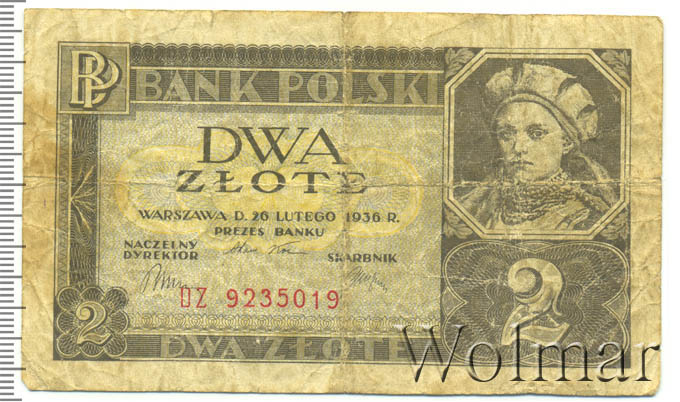 BP BANK POLSKI
DWA
ZŁOTE
WARSZAWA D. 26 LUTEGO 1936 R.
PREZES BANKU
NACZELNY
DYREKTOR
SKARBNIK
DZ 9235019
2
2
DWA ZŁOTE
Wolmar